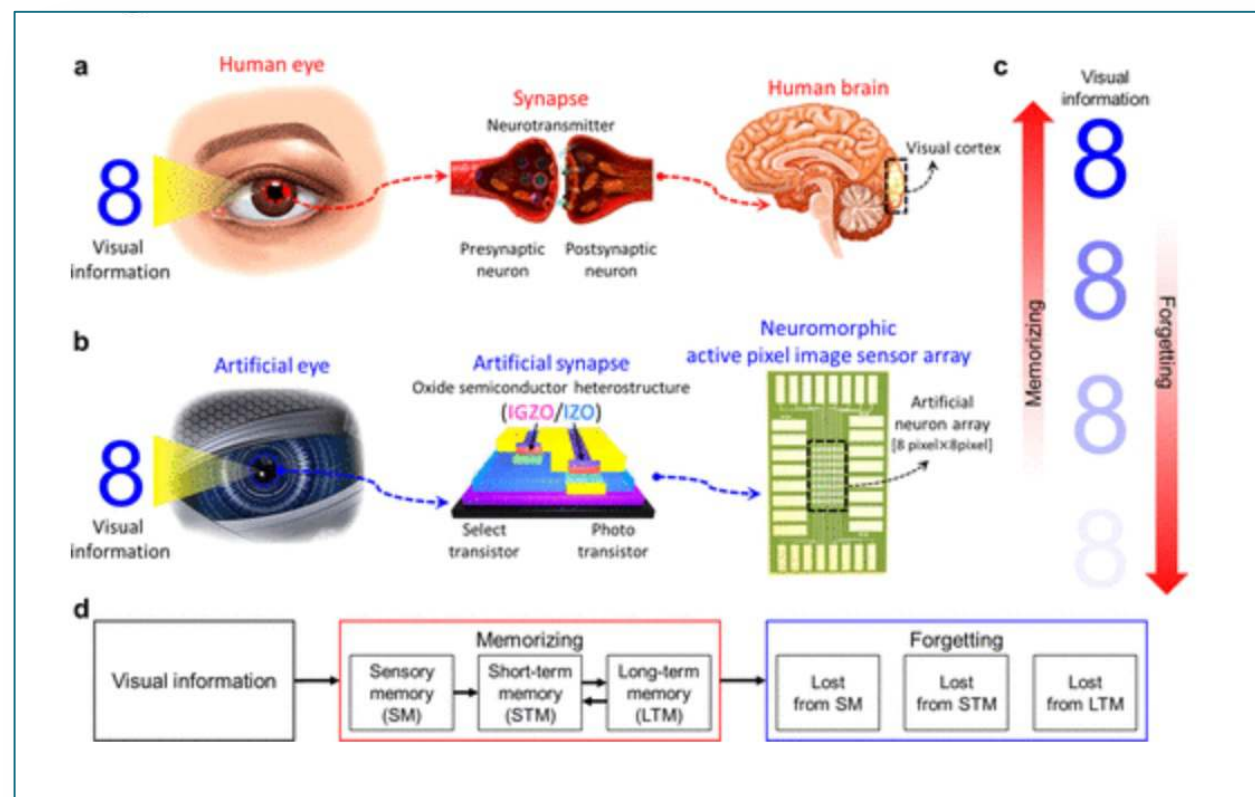 a
Human eye
8
Visual
information
Synapse
Neurotransmitter
Presynaptic
neuron
Postsynaptic
neuron
Human brain
Visual cortex
b
Artificial eye
8
Visual
information
Artificial synapse
Oxide semiconductor heterostructure
(IGZO/IZO)
Select
transistor
Photo
transistor
Neuromorphic
active pixel image sensor array
Artificial
neuron array
[8 pixel×8pixel]
c
Visual
information
8
8
8
8
Memorizing
Forgetting
d
Visual information
Memorizing
Sensory
memory
(SM)
Short-term
memory
(STM)
Long-term
memory
(LTM)
Forgetting
Lost
from SM
Lost
from STM
Lost
from LTM